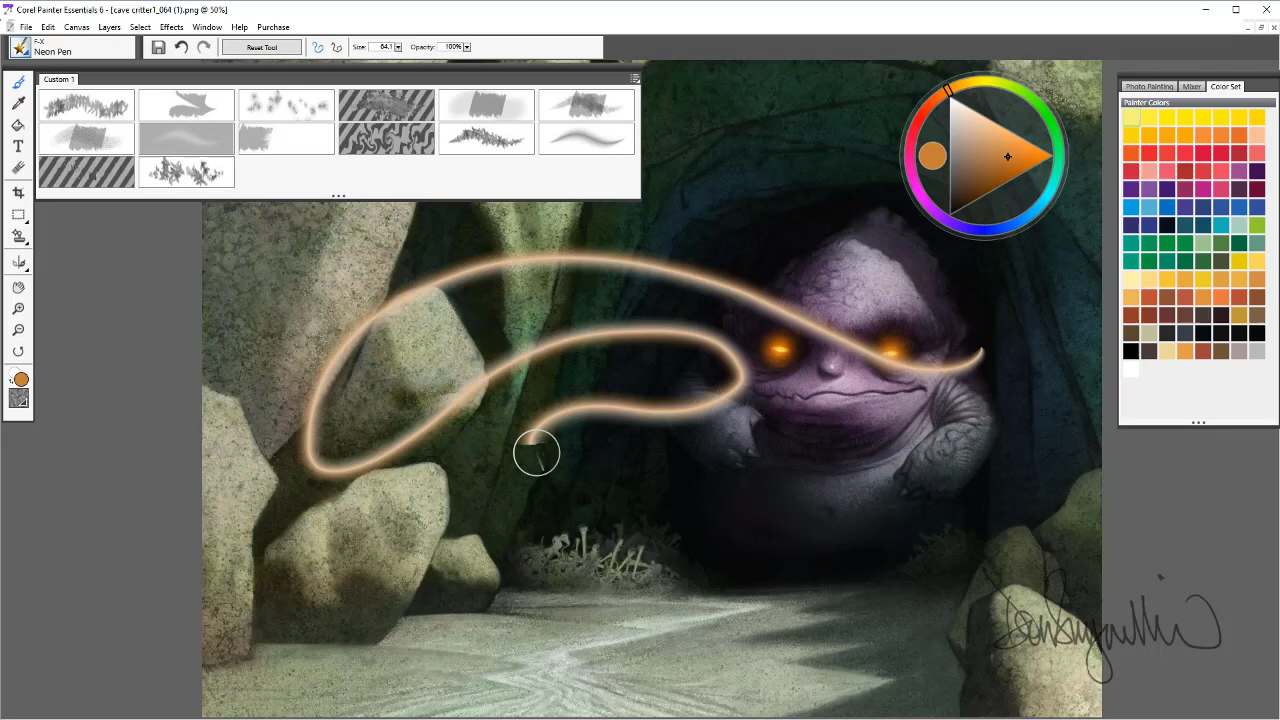 Corel Painter Essentials 6 - [cave critter1_064 (1).png @ 50%]
File Edit Canvas Layers Select Effects Window Help Purchase
F-X
Neon Pen
Reset Tool
Size: 64.1
Opacity: 100%
Custom 1
Photo Painting Mixer Color Set
Painter Colors